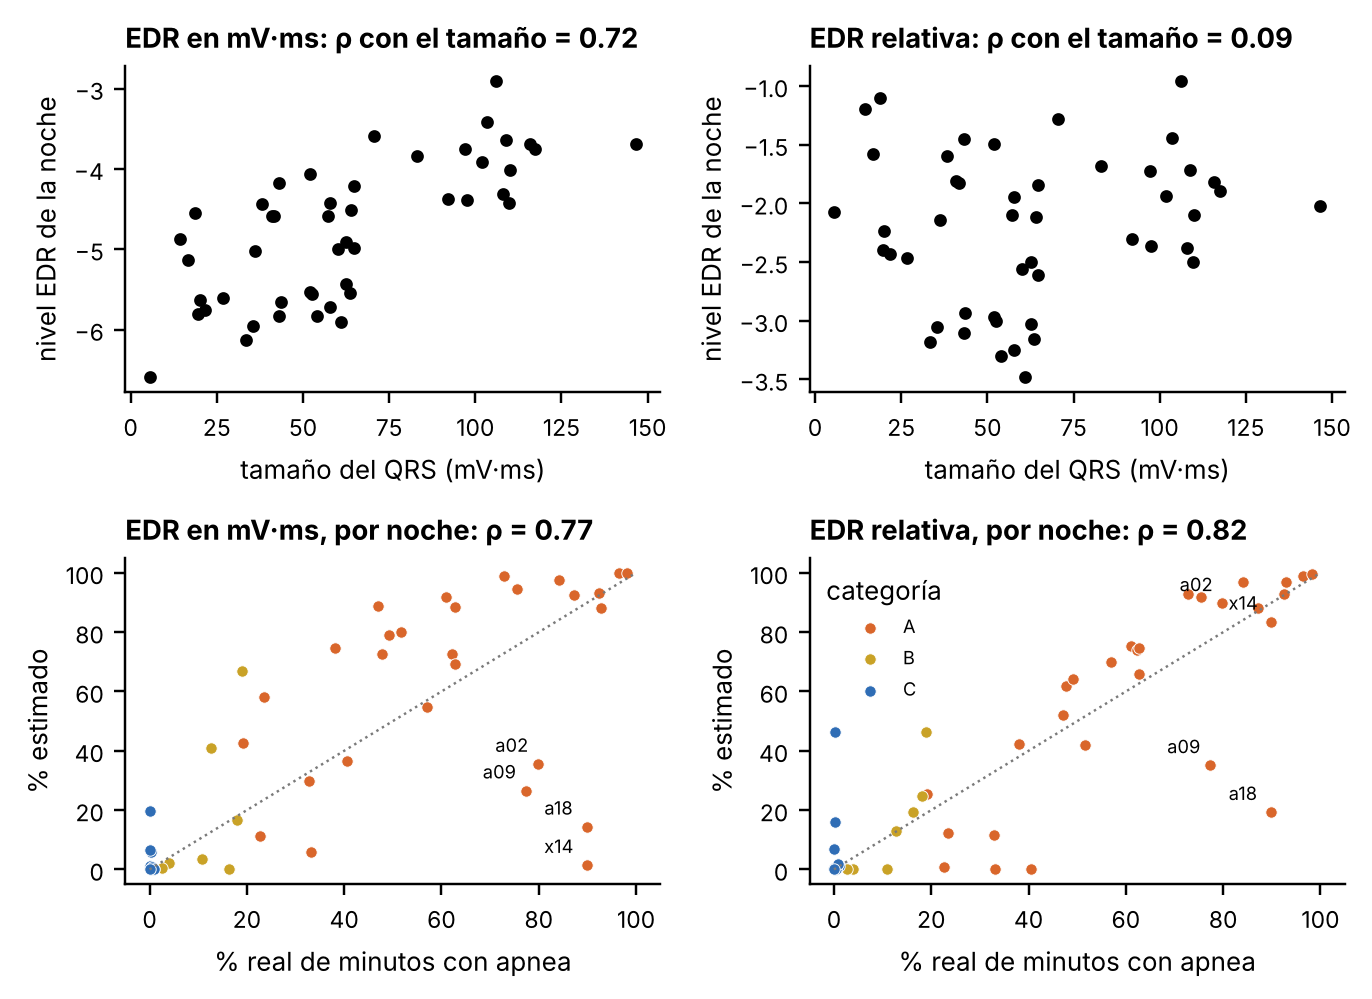 EDR en mV·ms: ρ con el tamaño = 0.72
nivel EDR de la noche
−3
−4
−5
−6
0 25 50 75 100 125 150
tamaño del QRS (mV·ms)
EDR relativa: ρ con el tamaño = 0.09
nivel EDR de la noche
−1.0
−1.5
−2.0
−2.5
−3.0
−3.5
0 25 50 75 100 125 150
tamaño del QRS (mV·ms)
EDR en mV·ms, por noche: ρ = 0.77
% estimado
100
80
60
40
20
0
a02
a09
a18
x14
0 20 40 60 80 100
% real de minutos con apnea
EDR relativa, por noche: ρ = 0.82
% estimado
100
80
60
40
20
0
categoría
A
B
C
a02
x14
a09
a18
0 20 40 60 80 100
% real de minutos con apnea